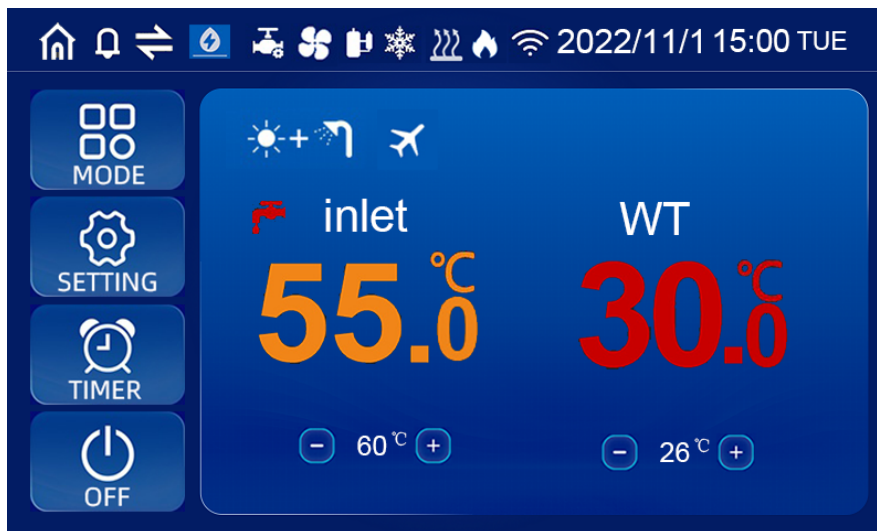 2022/11/1 15:00 TUE
MODE
SETTING
TIMER
OFF
+
inlet WT
55.0℃ 30.0℃
- 60℃ + - 26℃ +